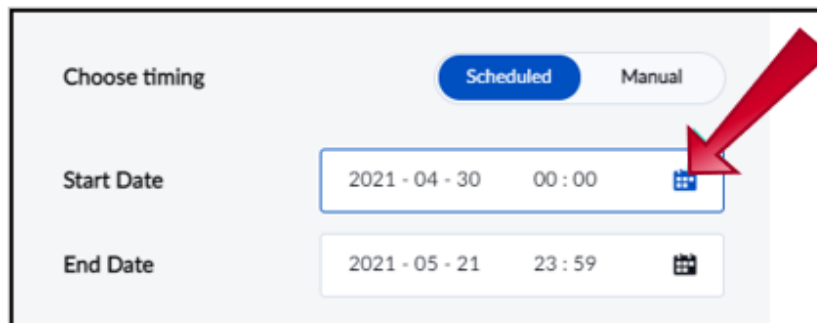 Choose timing Scheduled Manual
Start Date 2021 - 04 - 30 00 : 00
End Date 2021 - 05 - 21 23 : 59